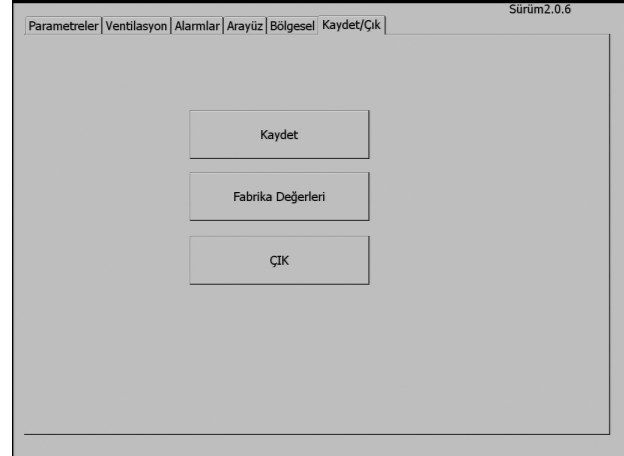 Sürüm2.0.6
Parametreler Ventilasyon Alarmlar Arayüz Bölgesel Kaydet/Çık
Kaydet
Fabrika Değerleri
ÇIK